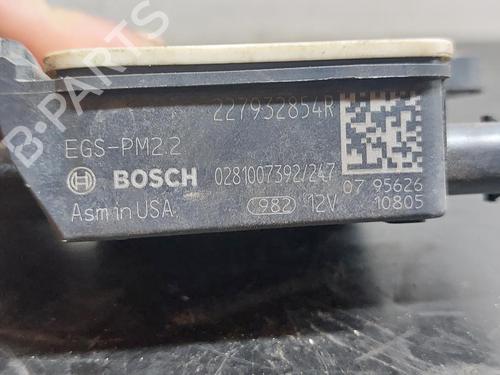 B-PARTS
227932854R
EGS-PM2.2
BOSCH 0281007392/247 07 95626
Asm in USA 982 12V 10805